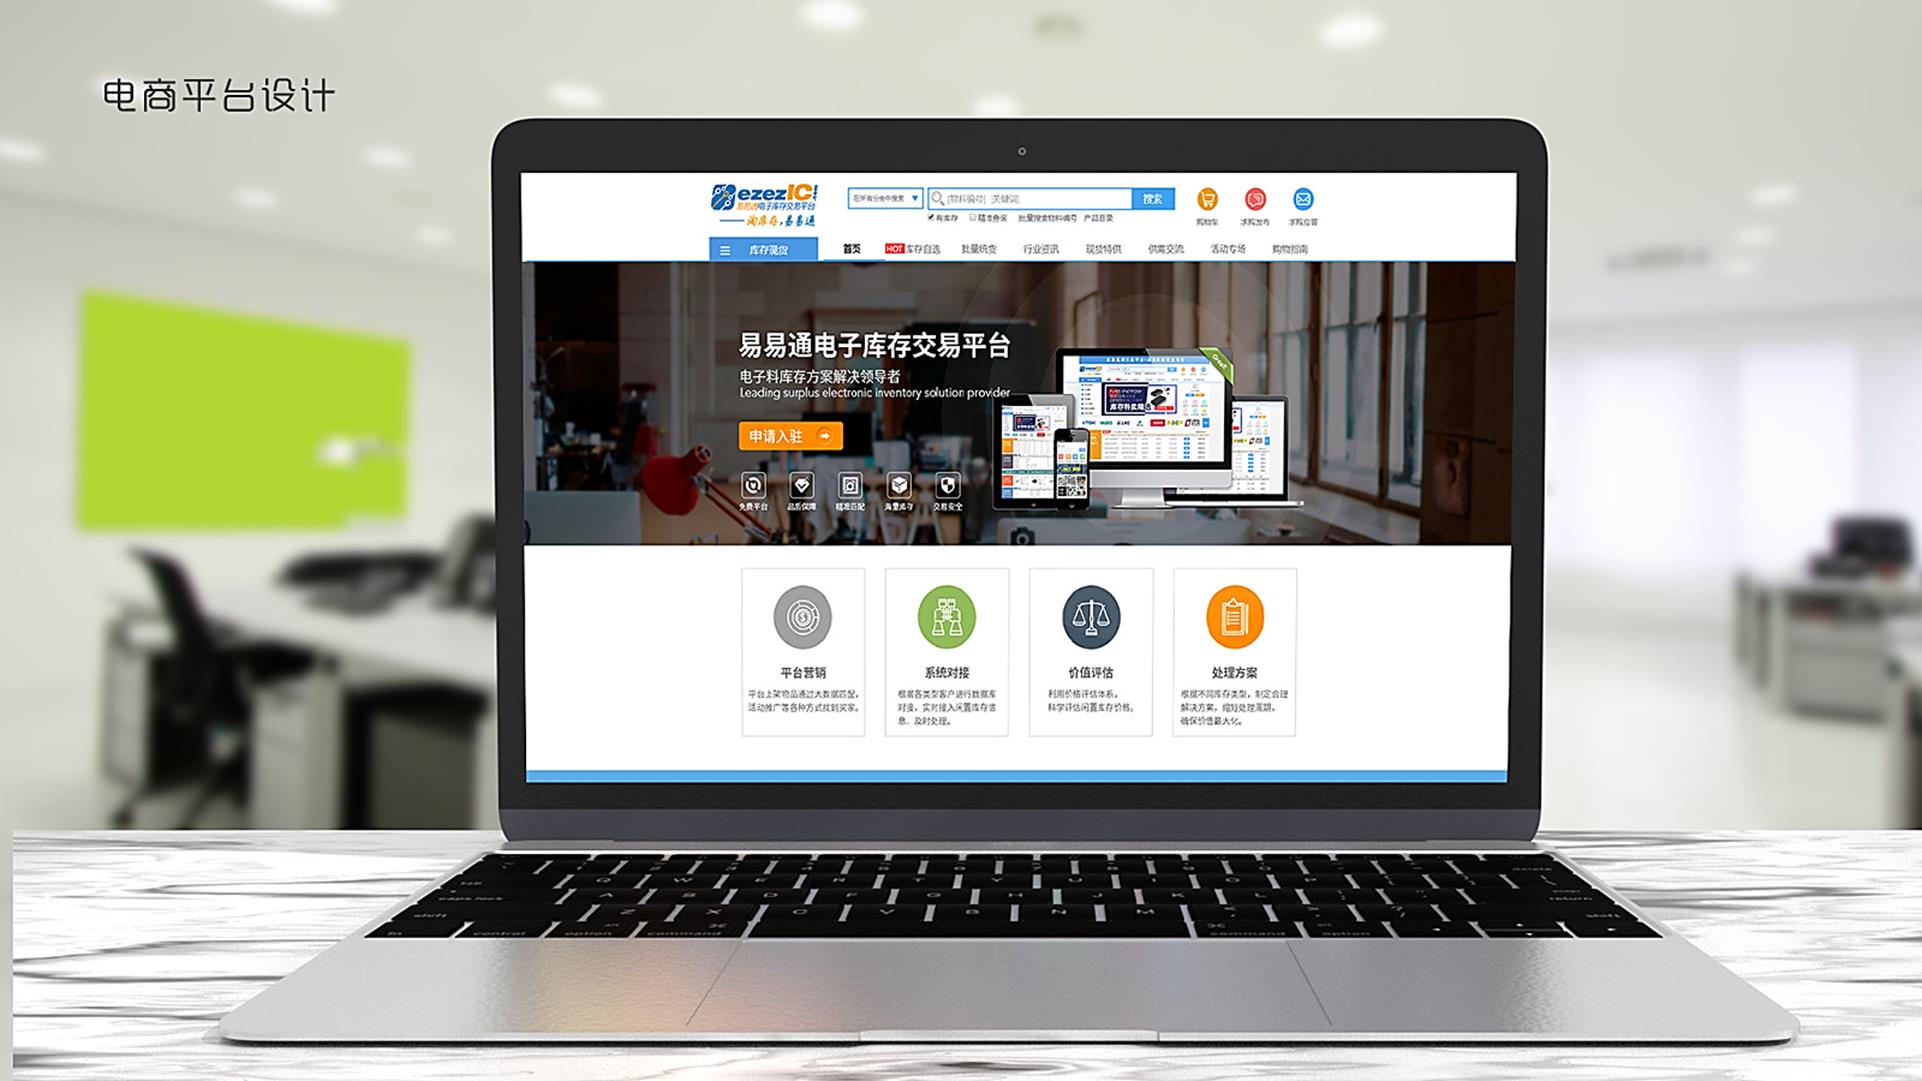 电商平台设计
ezezIC
易易通电子库存交易平台
淘库存,易易通
在所有分类中搜索
[物料编号] [关键词]
搜索
有库存 精准查询 批量搜索物料编号 产品目录
购物车 求购发布 求购应答
库存现货 首页 HOT 库存自选 批量统货 行业资讯 现货特供 供需交流 活动专场 购物指南
易易通电子库存交易平台
电子料库存方案解决领导者
Leading surplus electronic inventory solution provider
申请入驻
免费平台 品质保障 精准匹配 海量库存 交易安全
平台营销
平台上架物品通过大数据匹配，
活动推广等各种方式找到买家。
系统对接
根据各类型客户进行数据库
对接，实时接入闲置库存信
息，及时处理。
价值评估
利用价格评估体系，
科学评估闲置库存价格。
处理方案
根据不同库存类型，制定合理
解决方案，缩短处理周期，
确保价值最大化。